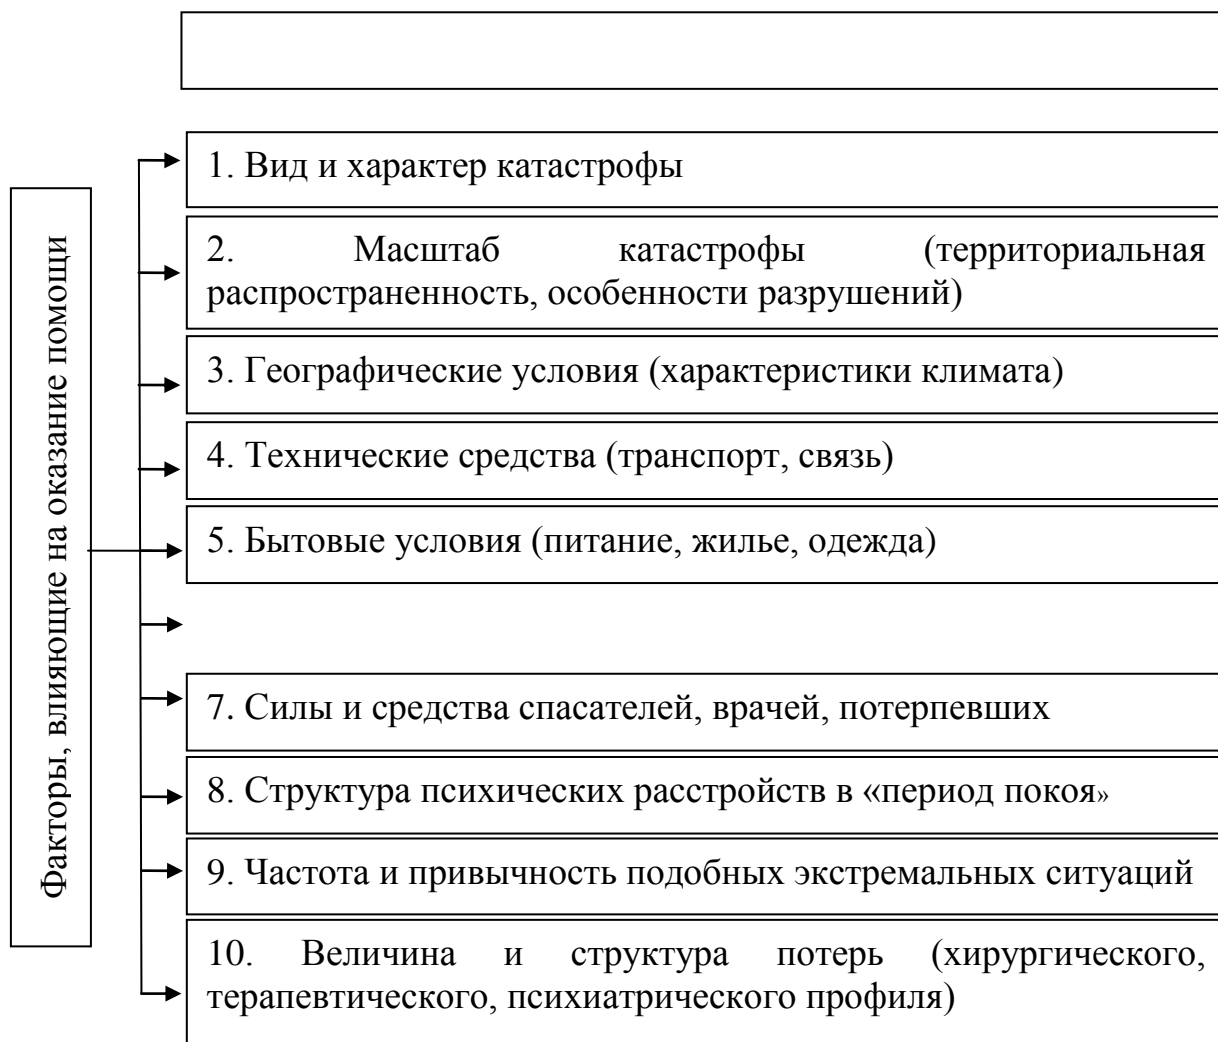 Факторы, влияющие на оказание помощи
1. Вид и характер катастрофы
2. Масштаб катастрофы (территориальная
распространенность, особенности разрушений)
3. Географические условия (характеристики климата)
4. Технические средства (транспорт, связь)
5. Бытовые условия (питание, жилье, одежда)
7. Силы и средства спасателей, врачей, потерпевших
8. Структура психических расстройств в «период покоя»
9. Частота и привычность подобных экстремальных ситуаций
10. Величина и структура потерь (хирургического,
терапевтического, психиатрического профиля)